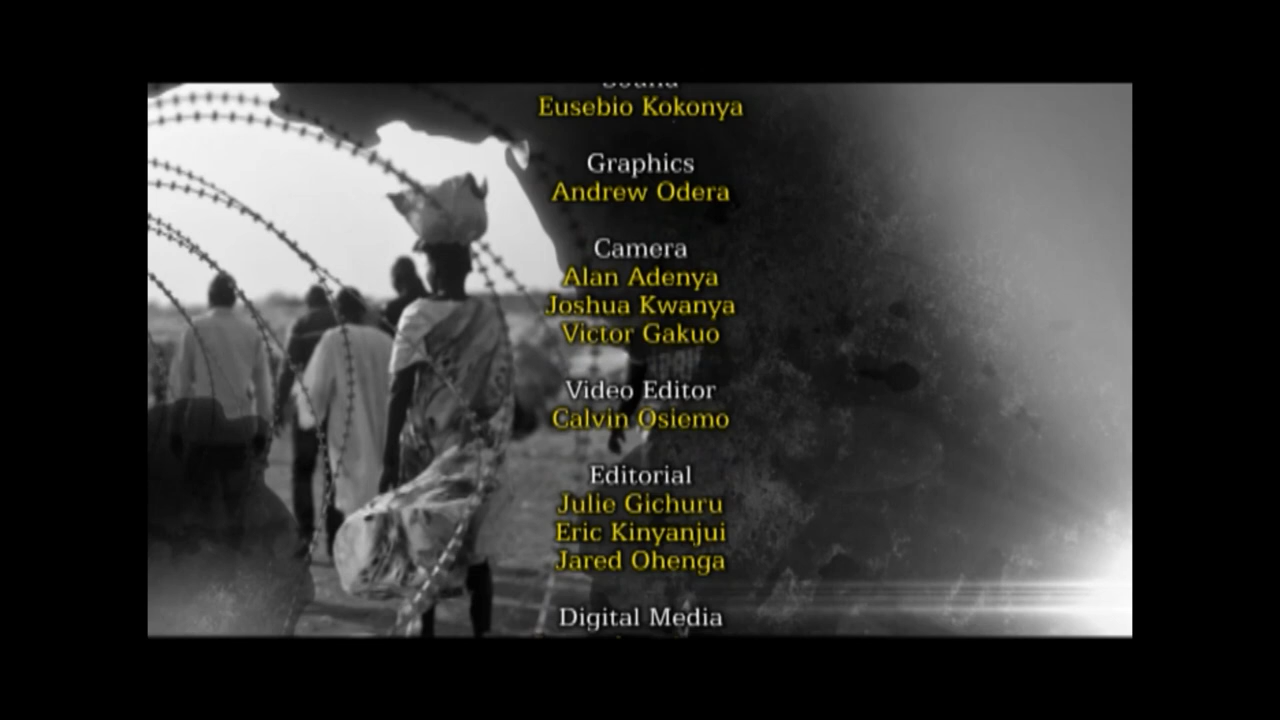 Sound
Eusebio Kokonya
Graphics
Andrew Odera
Camera
Alan Adenya
Joshua Kwanya
Victor Gakuo
Video Editor
Calvin Osiemo
Editorial
Julie Gichuru
Eric Kinyanjui
Jared Ohenga
Digital Media